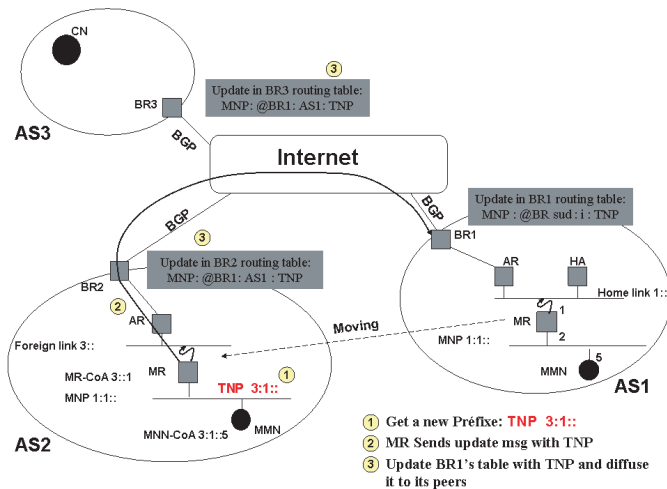 CN
3
BR3
Update in BR3 routing table:
MNP: @BR1: AS1: TNP
AS3
BGP
Internet
BGP
BGP
Update in BR1 routing table:
MNP : @BR sud : i : TNP
BR1
3
Update in BR2 routing table:
MNP: @BR1: AS1 : TNP
BR2
AR
HA
Home link 1::
2
AR
1
MR
2
Moving
MNP 1:1::
Foreign link 3::
MR
5
MMN
AS1
MR-CoA 3::1
MNP 1:1::
TNP 3:1::
1
MNN-CoA 3:1::5
MMN
AS2
1 Get a new Préfixe: TNP 3:1::
2 MR Sends update msg with TNP
3 Update BR1's table with TNP and diffuse
it to its peers